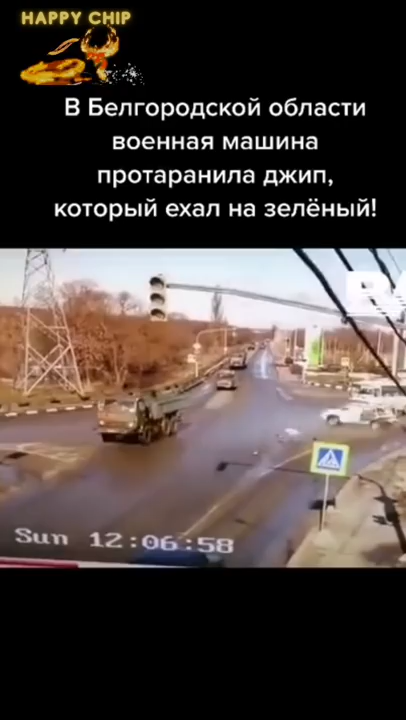 HAPPY CHIP
В Белгородской области
военная машина
протаранила джип,
который ехал на зелёный!
Sun 12:06:58